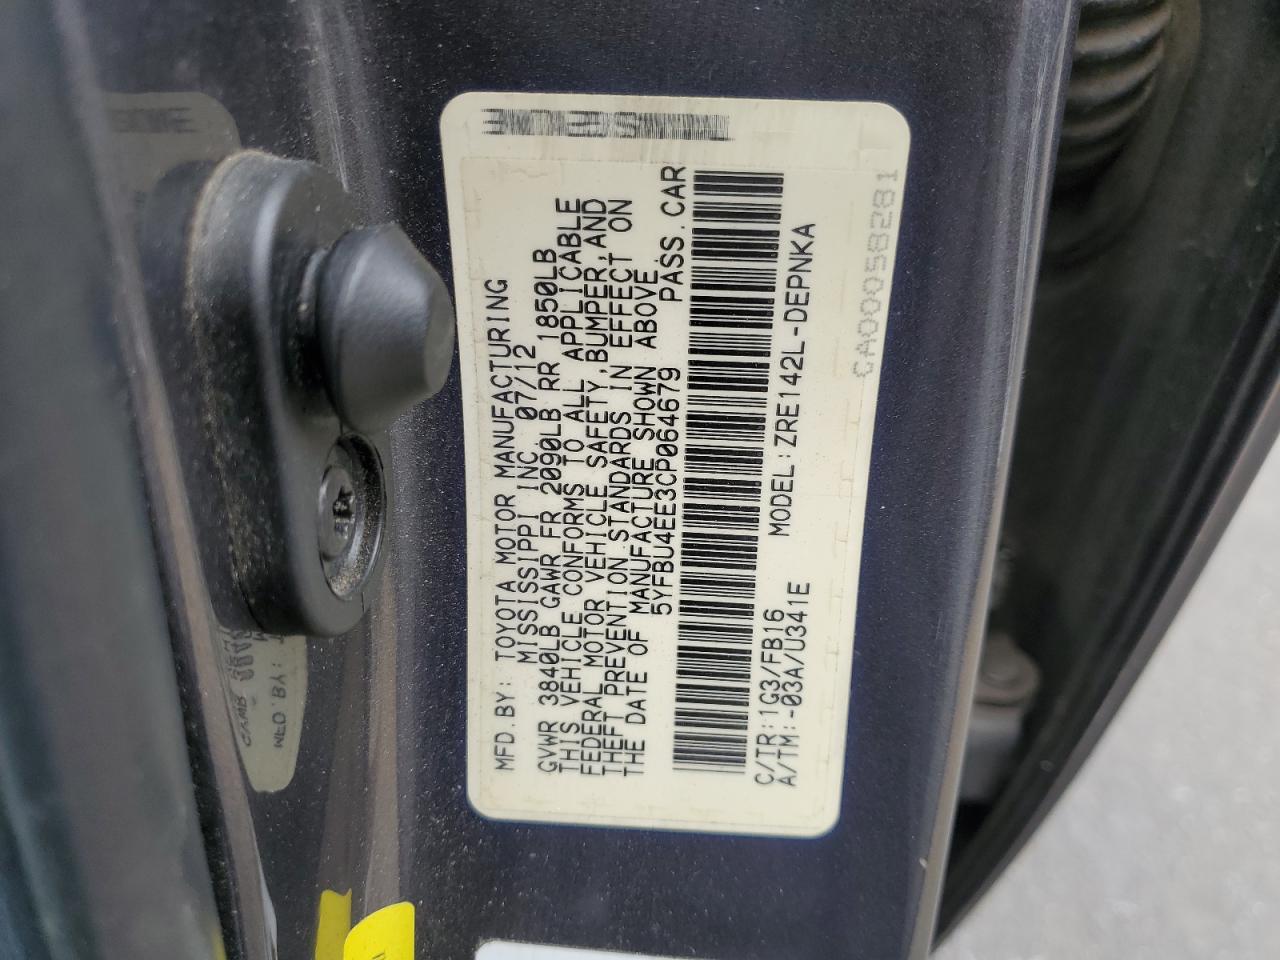 MFD.BY: TOYOTA MOTOR MANUFACTURING
MISSISSIPPI INC. 07/12
GVWR 3840LB GAWR FR 2090LB RR 1850LB
THIS VEHICLE CONFORMS TO ALL APPLICABLE
FEDERAL MOTOR VEHICLE SAFETY,BUMPER,AND
THEFT PREVENTION STANDARDS IN EFFECT ON
THE DATE OF MANUFACTURE SHOWN ABOVE.
5YFBU4EE3CP064679 PASS.CAR
C/TR:1G3/FB16 MODEL:ZRE142L-DEPNKA
A/TM:-03A/U341E
CA00058281